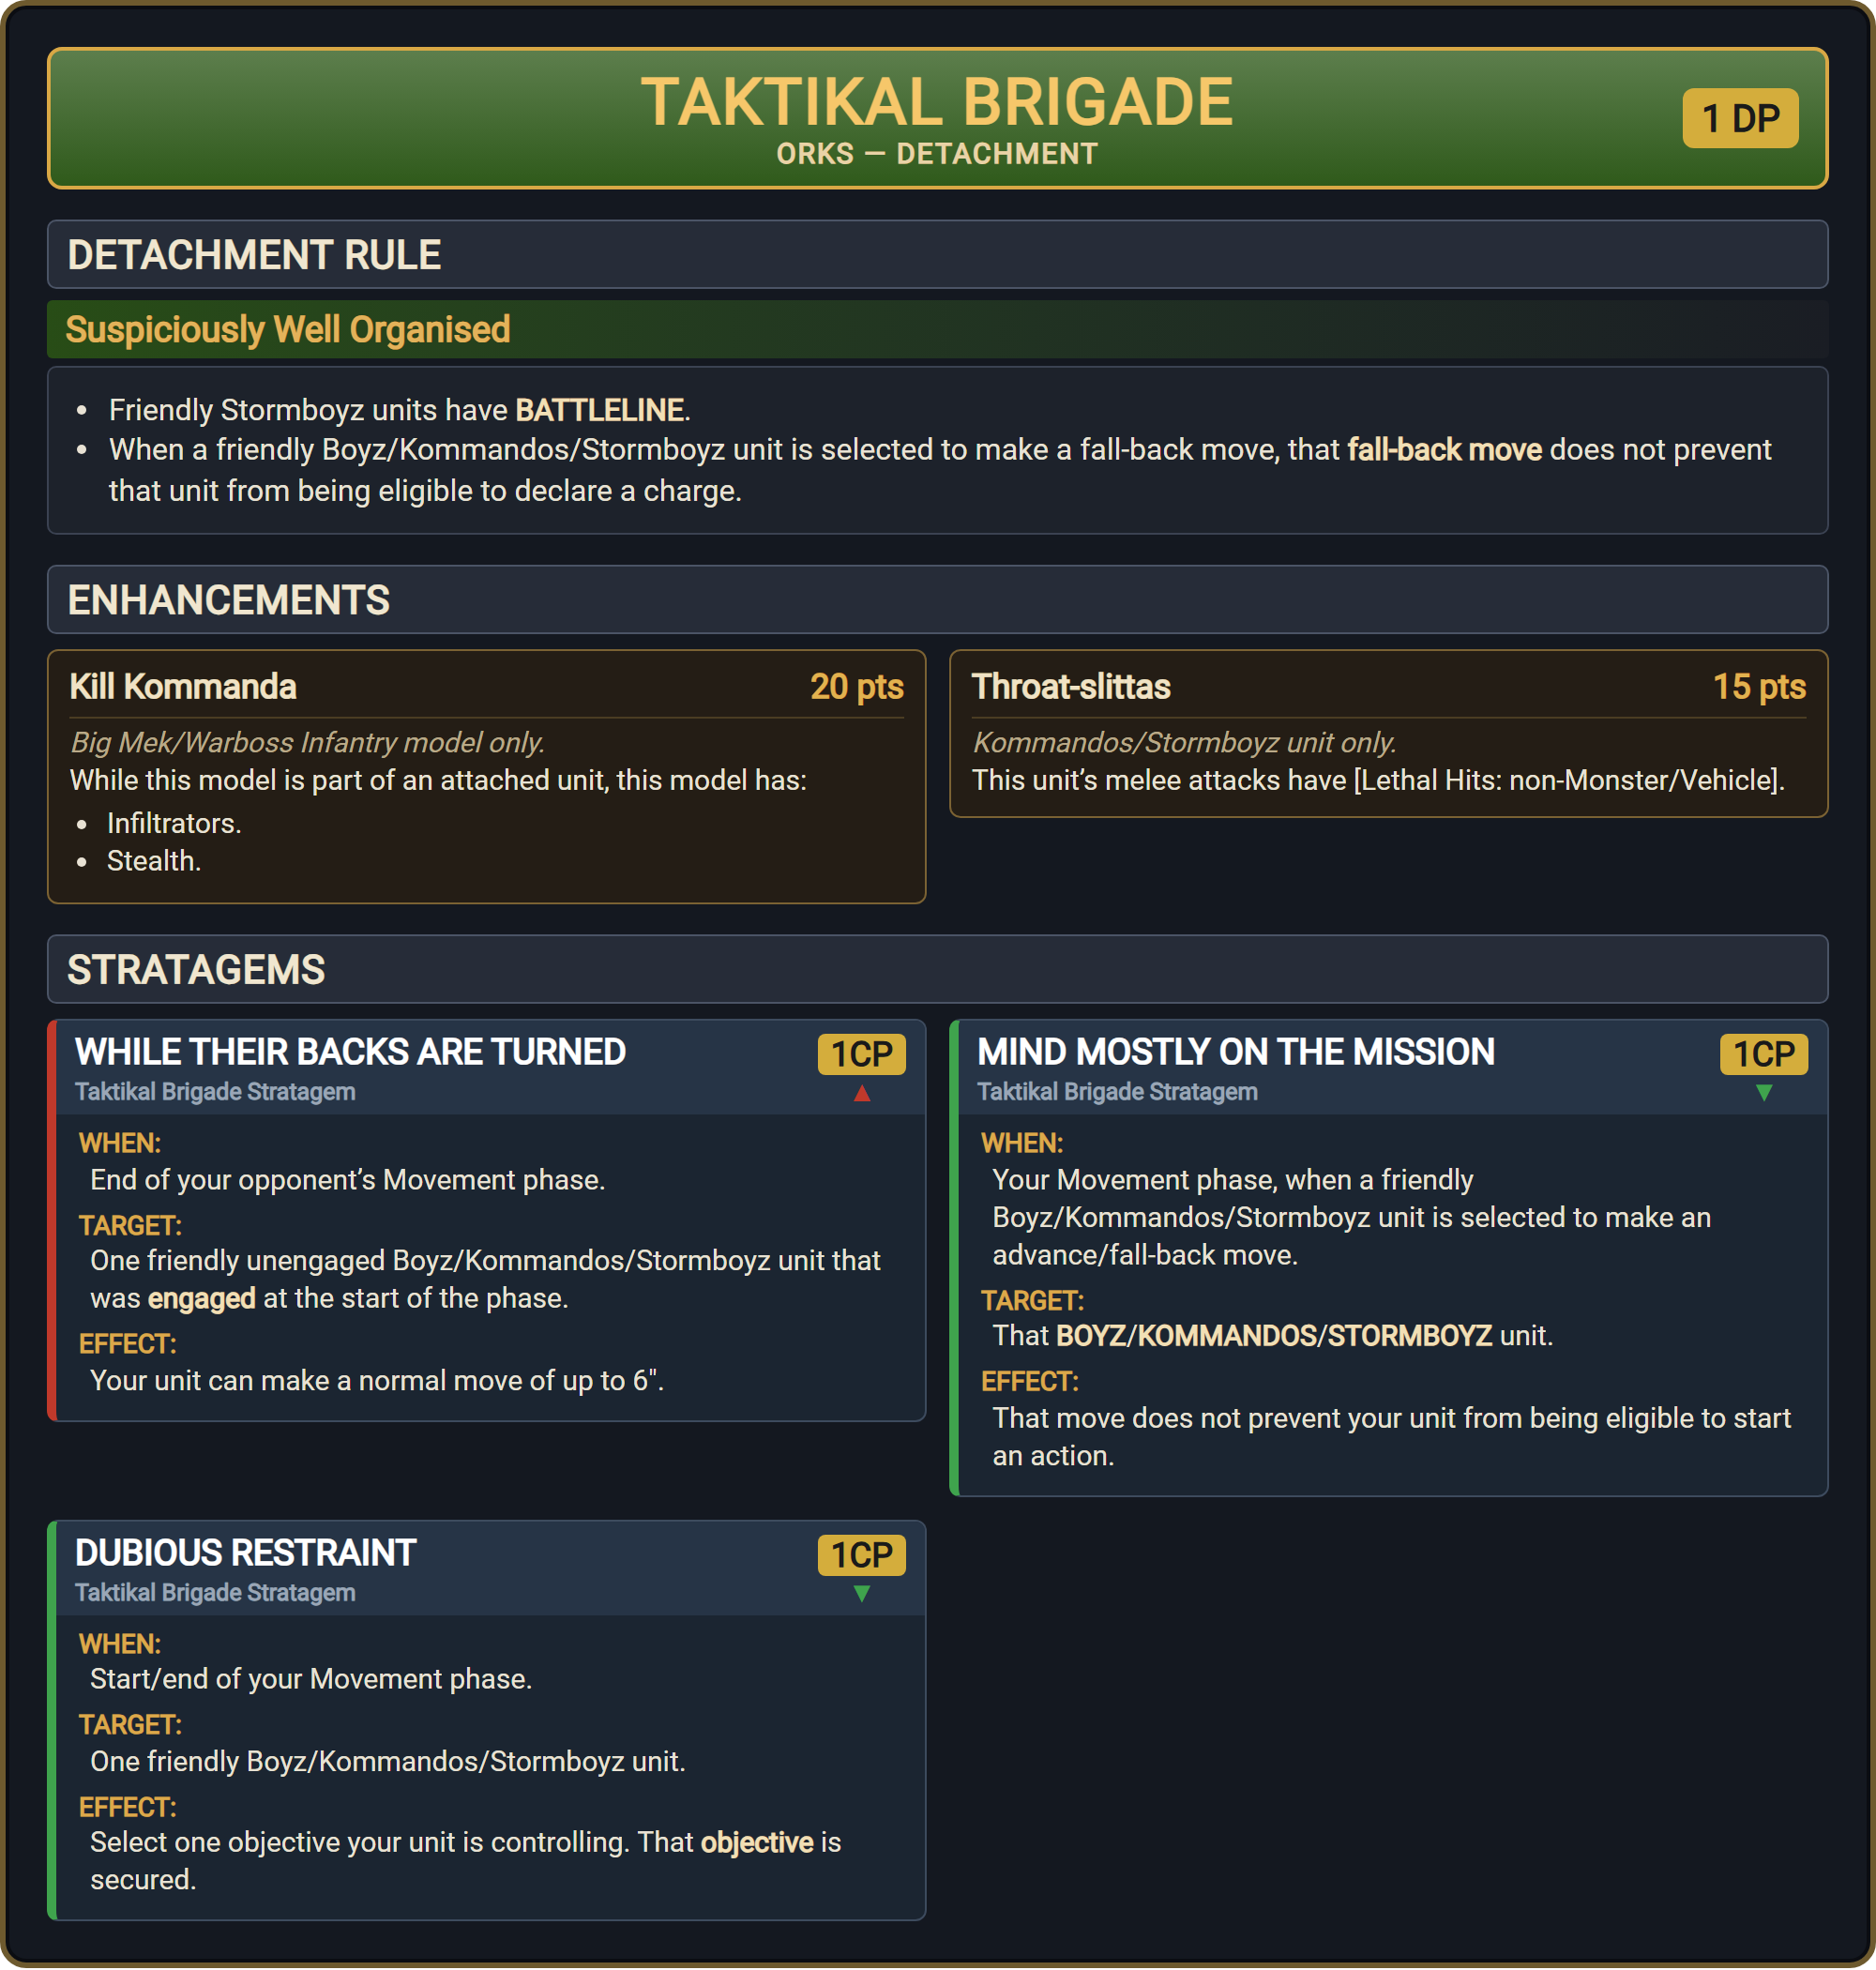 TAKTIKAL BRIGADE
ORKS — DETACHMENT
1 DP
DETACHMENT RULE
Suspiciously Well Organised
• Friendly Stormboyz units have BATTLELINE.
• When a friendly Boyz/Kommandos/Stormboyz unit is selected to make a fall-back move, that fall-back move does not prevent
that unit from being eligible to declare a charge.
ENHANCEMENTS
Kill Kommanda 20 pts
Big Mek/Warboss Infantry model only.
While this model is part of an attached unit, this model has:
• Infiltrators.
• Stealth.
Throat-slittas 15 pts
Kommandos/Stormboyz unit only.
This unit’s melee attacks have [Lethal Hits: non-Monster/Vehicle].
STRATAGEMS
WHILE THEIR BACKS ARE TURNED 1CP
Taktikal Brigade Stratagem ▲
WHEN:
End of your opponent’s Movement phase.
TARGET:
One friendly unengaged Boyz/Kommandos/Stormboyz unit that
was engaged at the start of the phase.
EFFECT:
Your unit can make a normal move of up to 6".
MIND MOSTLY ON THE MISSION 1CP
Taktikal Brigade Stratagem ▼
WHEN:
Your Movement phase, when a friendly
Boyz/Kommandos/Stormboyz unit is selected to make an
advance/fall-back move.
TARGET:
That BOYZ/KOMMANDOS/STORMBOYZ unit.
EFFECT:
That move does not prevent your unit from being eligible to start
an action.
DUBIOUS RESTRAINT 1CP
Taktikal Brigade Stratagem ▼
WHEN:
Start/end of your Movement phase.
TARGET:
One friendly Boyz/Kommandos/Stormboyz unit.
EFFECT:
Select one objective your unit is controlling. That objective is
secured.